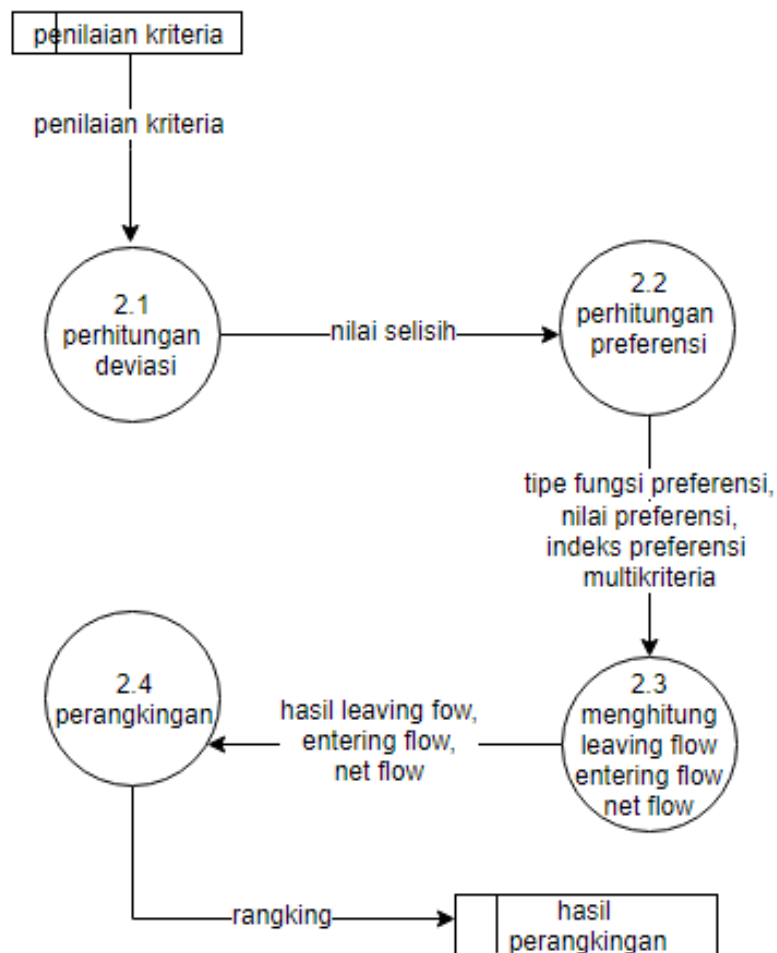 penilaian kriteria
penilaian kriteria
2.1
perhitungan
deviasi
nilai selisih
2.2
perhitungan
preferensi
tipe fungsi preferensi,
nilai preferensi,
indeks preferensi
multikriteria
2.3
menghitung
leaving flow
entering flow
net flow
hasil leaving fow,
entering flow,
net flow
2.4
perangkingan
rangking
hasil
perangkingan